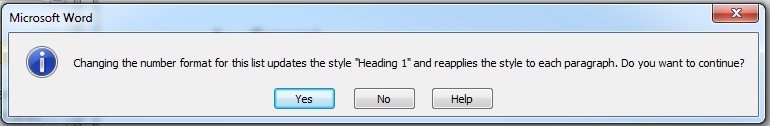 Microsoft Word
Changing the number format for this list updates the style "Heading 1" and reapplies the style to each paragraph. Do you want to continue?
Yes
No
Help